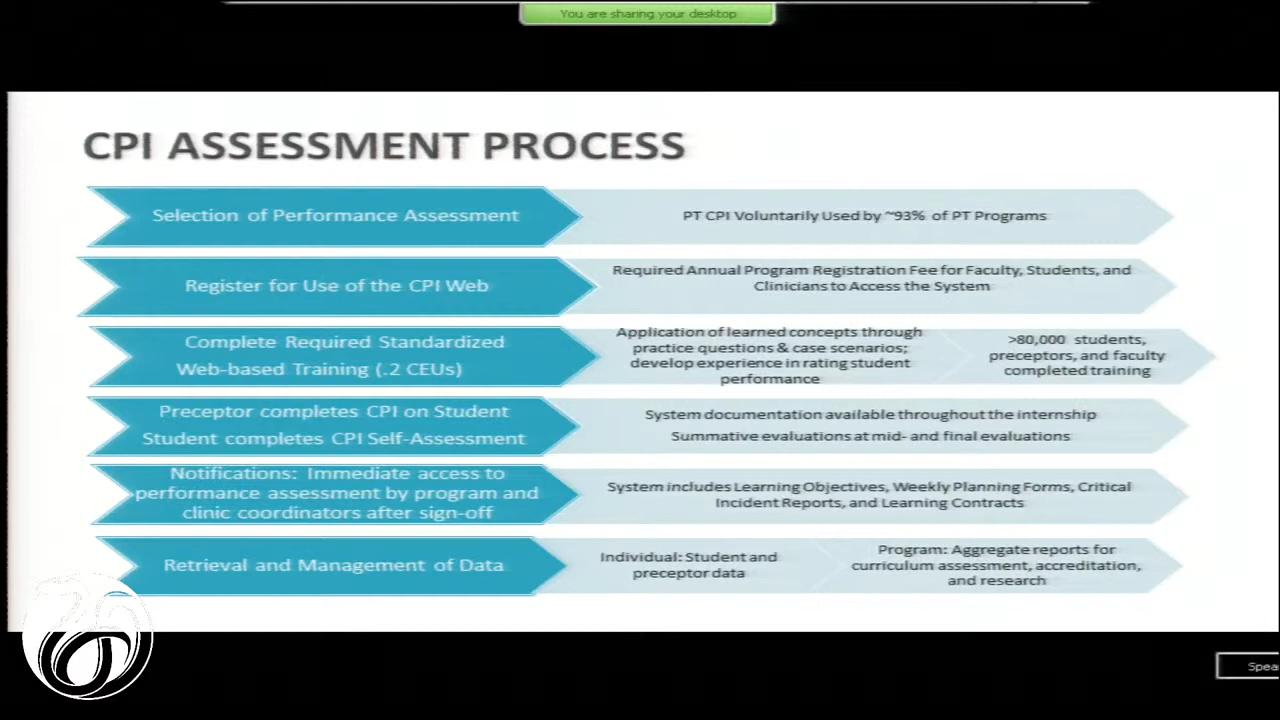 You are sharing your desktop
CPI ASSESSMENT PROCESS
Selection of Performance Assessment
PT CPI Voluntarily Used by ~93% of PT Programs
Register for Use of the CPI Web
Required Annual Program Registration Fee for Faculty, Students, and
Clinicians to Access the System
Complete Required Standardized
Web-based Training (.2 CEUs)
Application of learned concepts through
practice questions & case scenarios;
develop experience in rating student
performance
>80,000 students,
preceptors, and faculty
completed training
Preceptor completes CPI on Student
Student completes CPI Self-Assessment
System documentation available throughout the internship
Summative evaluations at mid- and final evaluations
Notifications: Immediate access to
performance assessment by program and
clinic coordinators after sign-off
System includes Learning Objectives, Weekly Planning Forms, Critical
Incident Reports, and Learning Contracts
Retrieval and Management of Data
Individual: Student and
preceptor data
Program: Aggregate reports for
curriculum assessment, accreditation,
and research